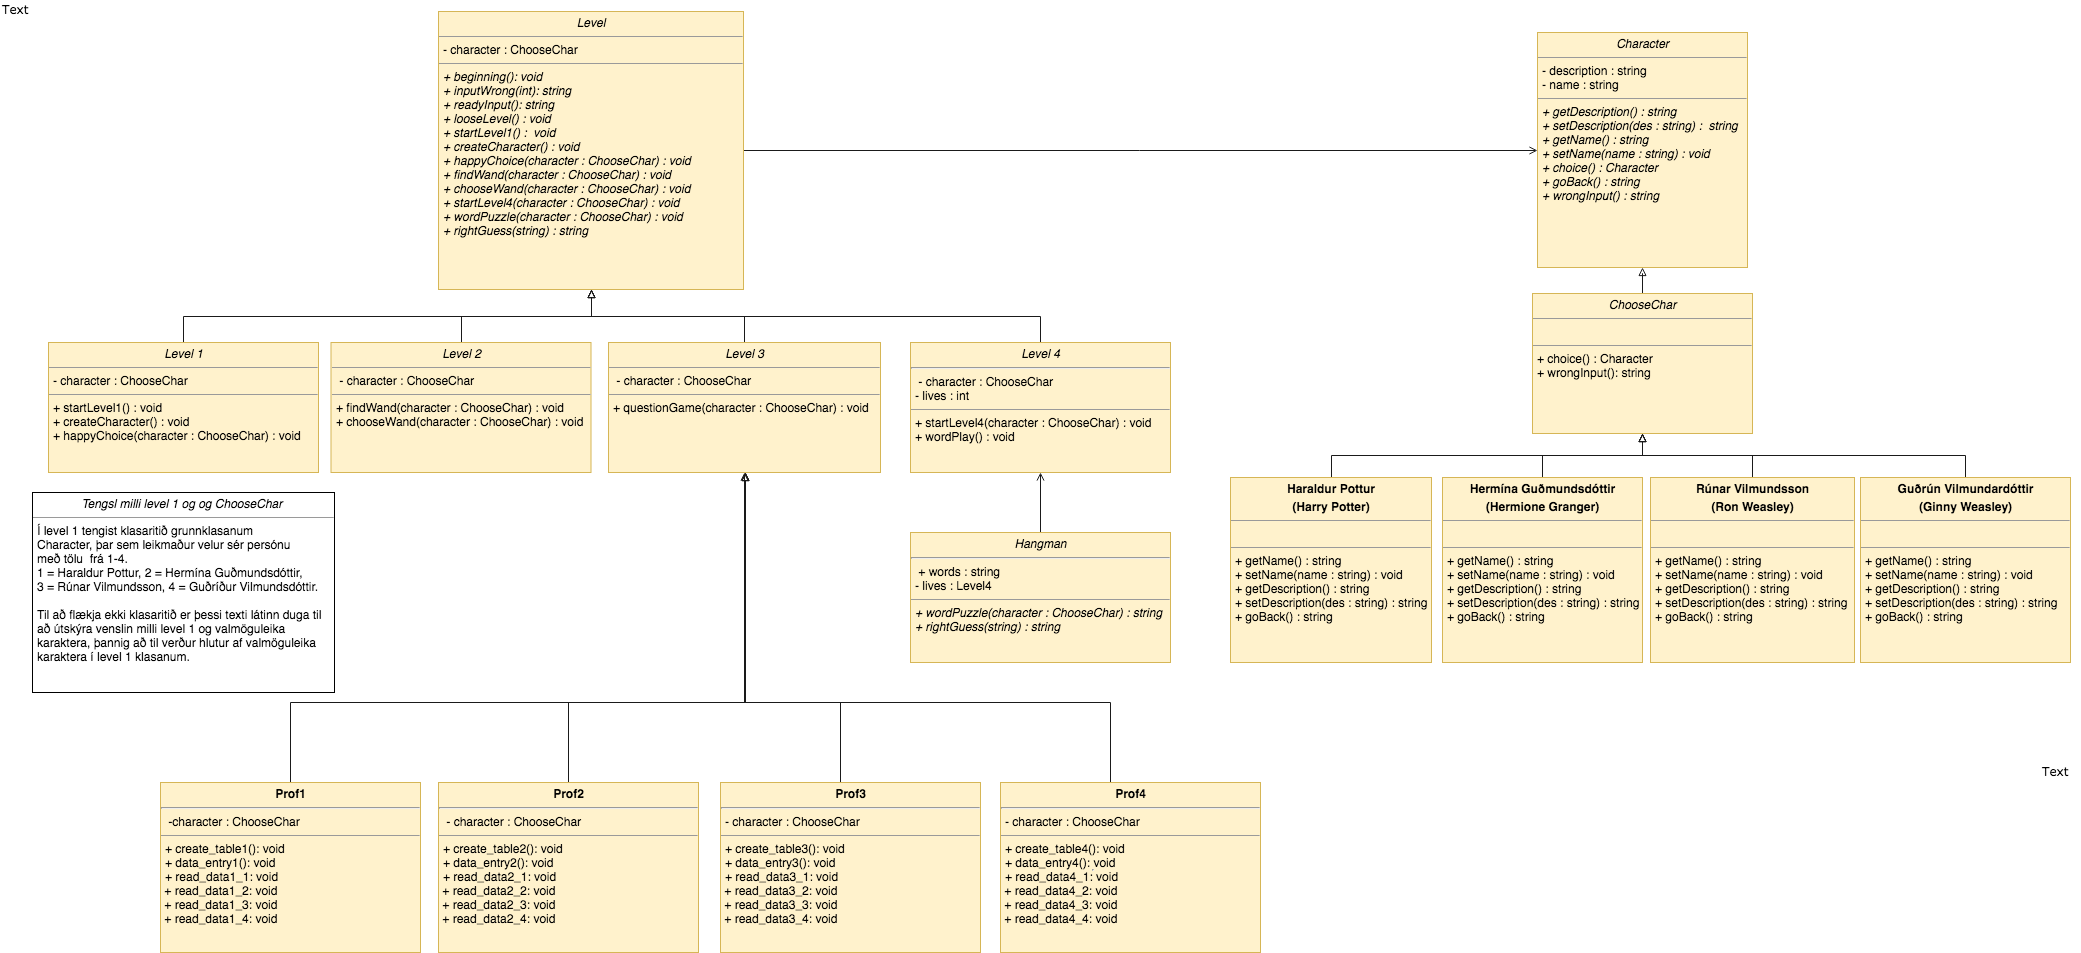 Text
Level
- character : ChooseChar
+ beginning(): void
+ inputWrong(int): string
+ readyInput(): string
+ looseLevel() : void
+ startLevel1() :  void
+ createCharacter() : void
+ happyChoice(character : ChooseChar) : void
+ findWand(character : ChooseChar) : void
+ chooseWand(character : ChooseChar) : void
+ startLevel4(character : ChooseChar) : void
+ wordPuzzle(character : ChooseChar) : void
+ rightGuess(string) : string
Character
- description : string
- name : string
+ getDescription() : string
+ setDescription(des : string) :  string
+ getName() : string
+ setName(name : string) : void
+ choice() : Character
+ goBack() : string
+ wrongInput() : string
ChooseChar
+ choice() : Character
+ wrongInput(): string
Level 1
- character : ChooseChar
+ startLevel1() : void
+ createCharacter() : void
+ happyChoice(character : ChooseChar) : void
Level 2
- character : ChooseChar
+ findWand(character : ChooseChar) : void
+ chooseWand(character : ChooseChar) : void
Level 3
- character : ChooseChar
+ questionGame(character : ChooseChar) : void
Level 4
- character : ChooseChar
- lives : int
+ startLevel4(character : ChooseChar) : void
+ wordPlay() : void
Tengsl milli level 1 og og ChooseChar
Í level 1 tengist klasaritið grunnklasanum
Character, þar sem leikmaður velur sér persónu
með tölu  frá 1-4.
1 = Haraldur Pottur, 2 = Hermína Guðmundsdóttir,
3 = Rúnar Vilmundsson, 4 = Guðríður Vilmundsdóttir.
Til að flækja ekki klasaritið er þessi texti látinn duga til
að útskýra venslin milli level 1 og valmöguleika
karaktera, þannig að til verður hlutur af valmöguleika
karaktera í level 1 klasanum.
Hangman
+ words : string
- lives : Level4
+ wordPuzzle(character : ChooseChar) : string
+ rightGuess(string) : string
Haraldur Pottur
(Harry Potter)
+ getName() : string
+ setName(name : string) : void
+ getDescription() : string
+ setDescription(des : string) : string
+ goBack() : string
Hermína Guðmundsdóttir
(Hermione Granger)
+ getName() : string
+ setName(name : string) : void
+ getDescription() : string
+ setDescription(des : string) : string
+ goBack() : string
Rúnar Vilmundsson
(Ron Weasley)
+ getName() : string
+ setName(name : string) : void
+ getDescription() : string
+ setDescription(des : string) : string
+ goBack() : string
Guðrún Vilmundardóttir
(Ginny Weasley)
+ getName() : string
+ setName(name : string) : void
+ getDescription() : string
+ setDescription(des : string) : string
+ goBack() : string
Text
Prof1
-character : ChooseChar
+ create_table1(): void
+ data_entry1(): void
+ read_data1_1: void
+ read_data1_2: void
+ read_data1_3: void
+ read_data1_4: void
Prof2
- character : ChooseChar
+ create_table2(): void
+ data_entry2(): void
+ read_data2_1: void
+ read_data2_2: void
+ read_data2_3: void
+ read_data2_4: void
Prof3
- character : ChooseChar
+ create_table3(): void
+ data_entry3(): void
+ read_data3_1: void
+ read_data3_2: void
+ read_data3_3: void
+ read_data3_4: void
Prof4
- character : ChooseChar
+ create_table4(): void
+ data_entry4(): void
+ read_data4_1: void
+ read_data4_2: void
+ read_data4_3: void
+ read_data4_4: void